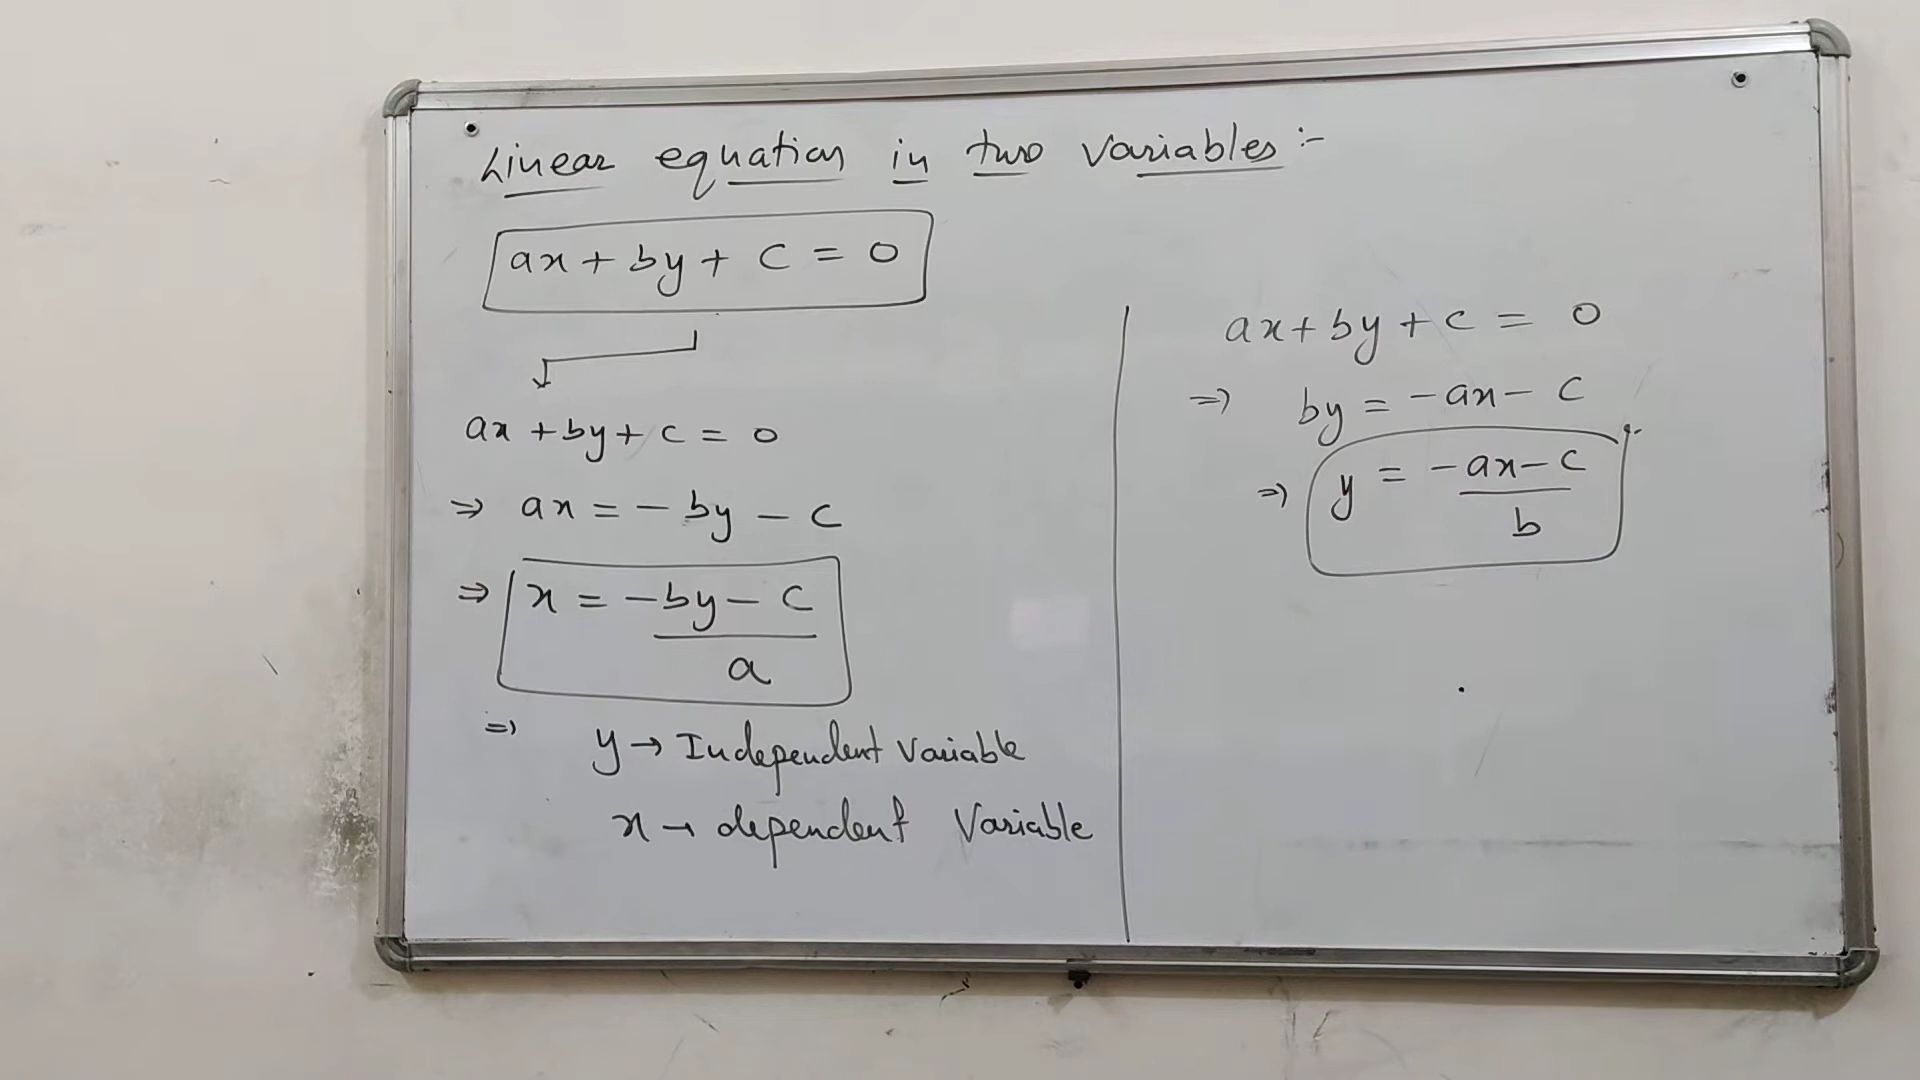 Linear equation in two variables :-
ax + by + c = 0
ax + by + c = 0
⇒ ax = - by - c
⇒ x = - by - c
a
⇒ y → Independent variable
x → dependent Variable
ax + by + c = 0
⇒ by = - ax - c
⇒ y = - ax - c
b